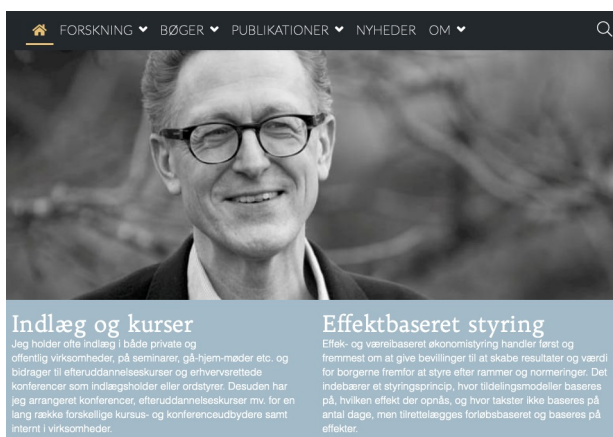 FORSKNING BØGER PUBLIKATIONER NYHEDER OM
Indlæg og kurser
Jeg holder ofte indlæg i både private og
offentlig virksomheder, på seminarer, gå-hjem-møder etc. og
bidrager til efteruddannelseskurser og erhvervsrettede
konferencer som indlægsholder eller ordstyrer. Desuden har
jeg arrangeret konferencer, efteruddannelseskurser mv. for en
lang række forskellige kursus- og konferenceudbydere samt
internt i virksomheder.
Effektbaseret styring
Effek- og væreibaseret økonomistyring handler først og
fremmest om at give bevillinger til at skabe resultater og værdi
for borgerne fremfor at styre efter rammer og normeringer. Det
indebærer et styringsprincip, hvor tildelingsmodeller baseres
på, hvilken effekt der opnås, og hvor takster ikke baseres på
antal dage, men tilrettelægges forløbsbaseret og baseres på
effekter.